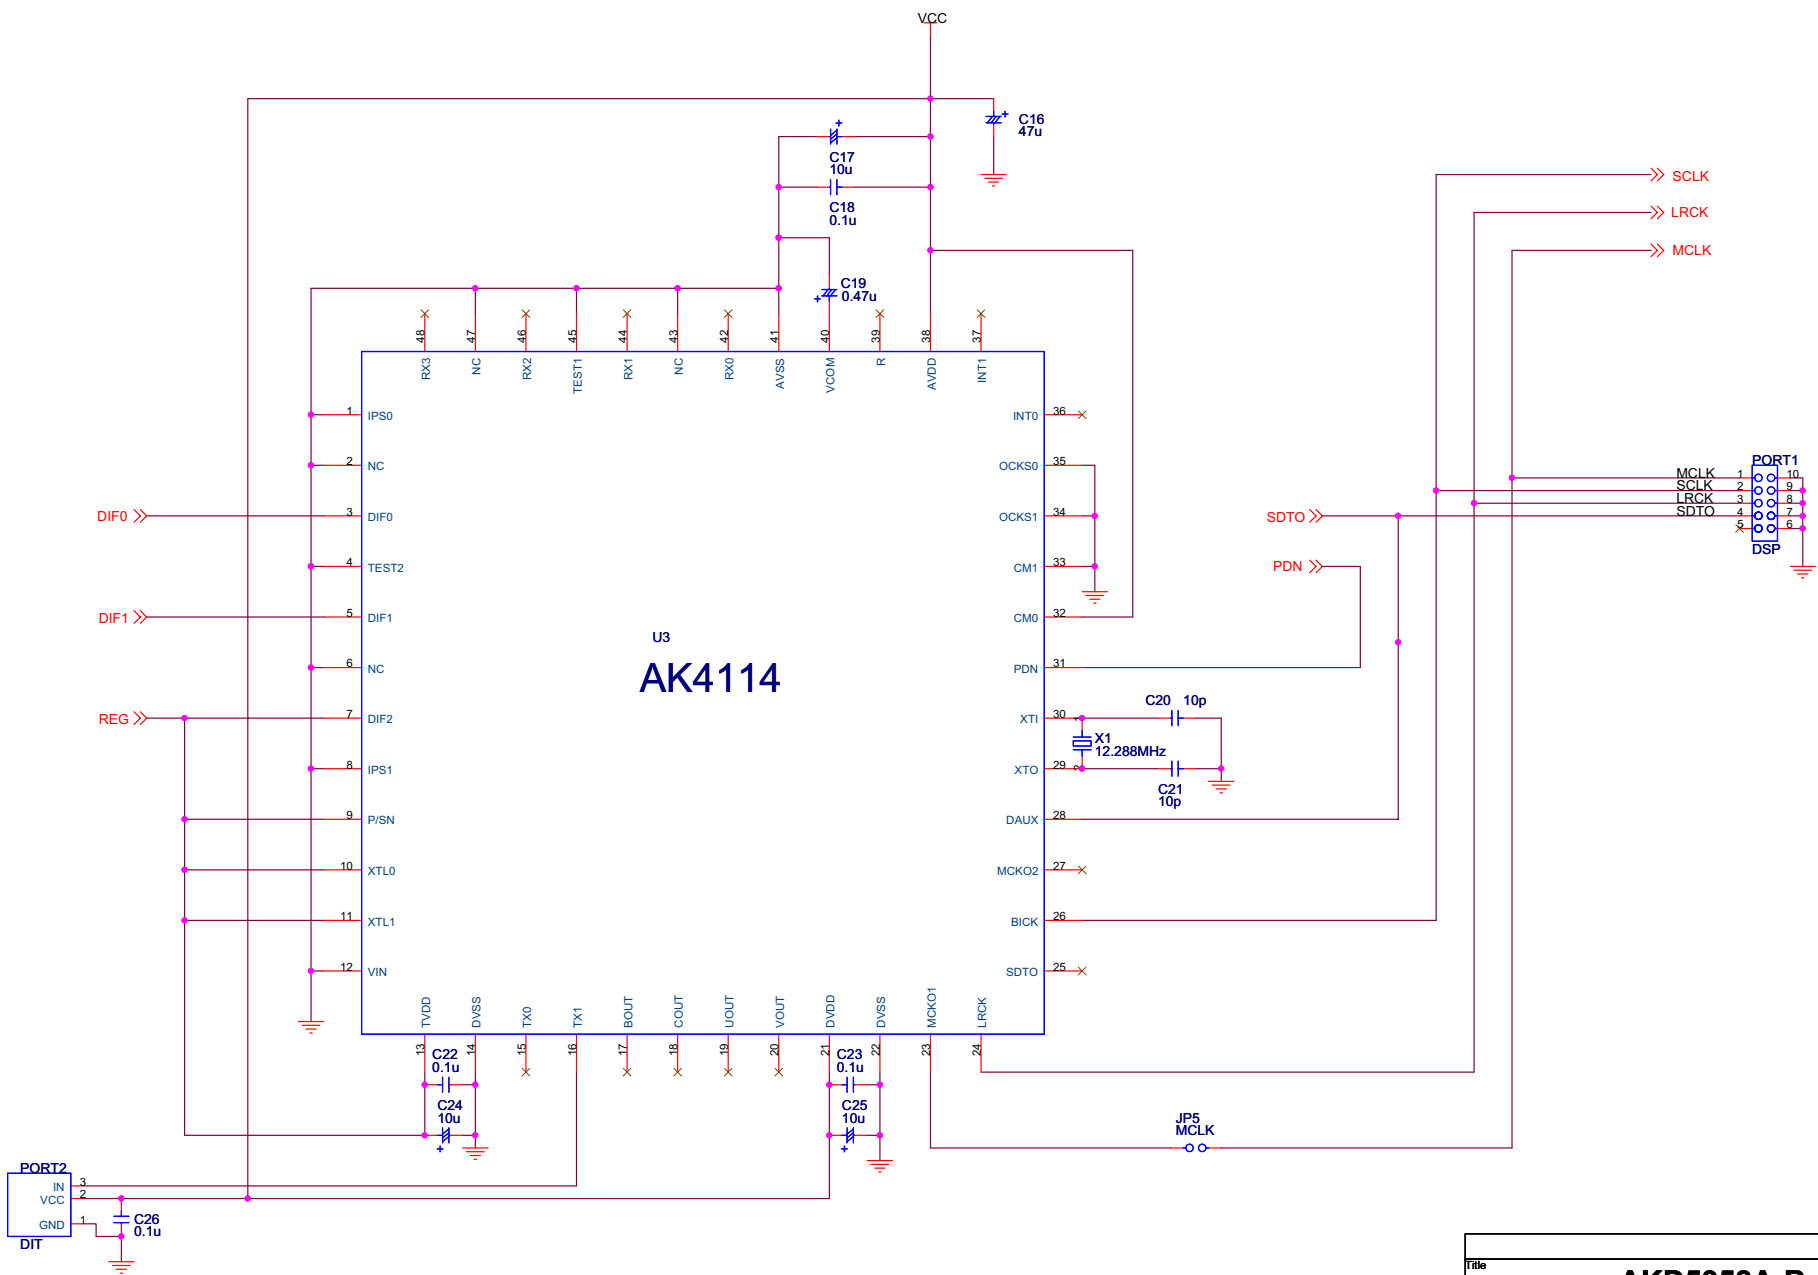 VCC
C16
47u
C17
10u
C18
0.1u
C19
0.47u
SCLK
LRCK
MCLK
48 47 46 45 44 43 42 41 40 39 38 37
RX3 NC RX2 TEST1 RX1 NC RX0 AVSS VCOM R AVDD INT1
1 IPS0
2 NC
DIF0 3 DIF0
4 TEST2
DIF1 5 DIF1
6 NC
REG 7 DIF2
8 IPS1
9 P/SN
10 XTL0
11 XTL1
12 VIN
U3
AK4114
INT0 36
OCKS0 35
OCKS1 34
CM1 33
CM0 32
PDN 31
XTI 30
XTO 29
DAUX 28
MCKO2 27
BICK 26
SDTO 25
SDTO
PDN
PORT1
MCLK 1 10
SCLK 2 9
LRCK 3 8
SDTO 4 7
5 6
DSP
C20 10p
1
X1
12.288MHz
2
C21
10p
TVDD DVSS TX0 TX1 BOUT COUT UOUT VOUT DVDD DVSS MCKO1 LRCK
13 14 15 16 17 18 19 20 21 22 23 24
C22
0.1u
C24
10u
C23
0.1u
C25
10u
JP5
MCLK
PORT2
IN 3
VCC 2
GND 1
DIT
C26
0.1u
Title